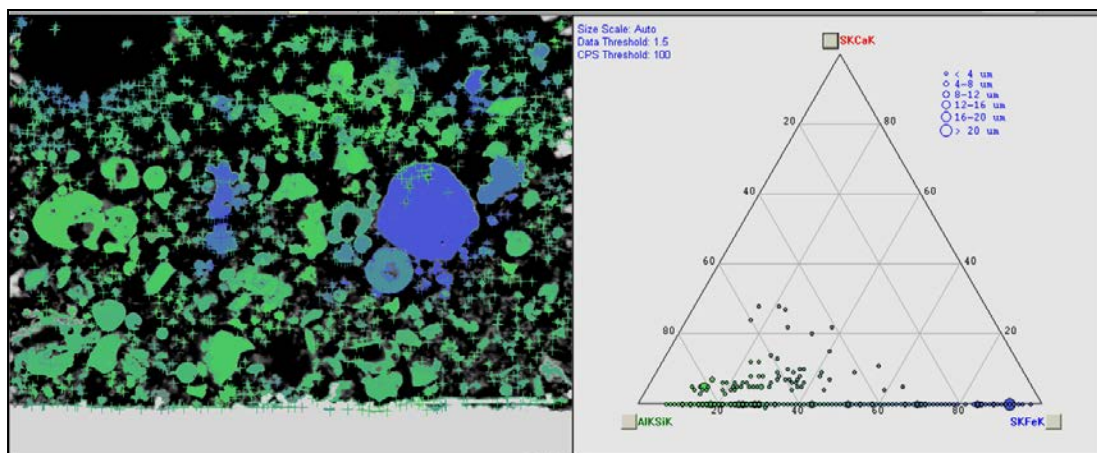 Size Scale: Auto
Data Threshold: 1.5
CPS Threshold: 100
SKCaK
< 4 um
4-8 um
8-12 um
12-16 um
16-20 um
> 20 um
20 80
40 60
60 40
80 20
20 40 60 80
AlKSiK SKFeK